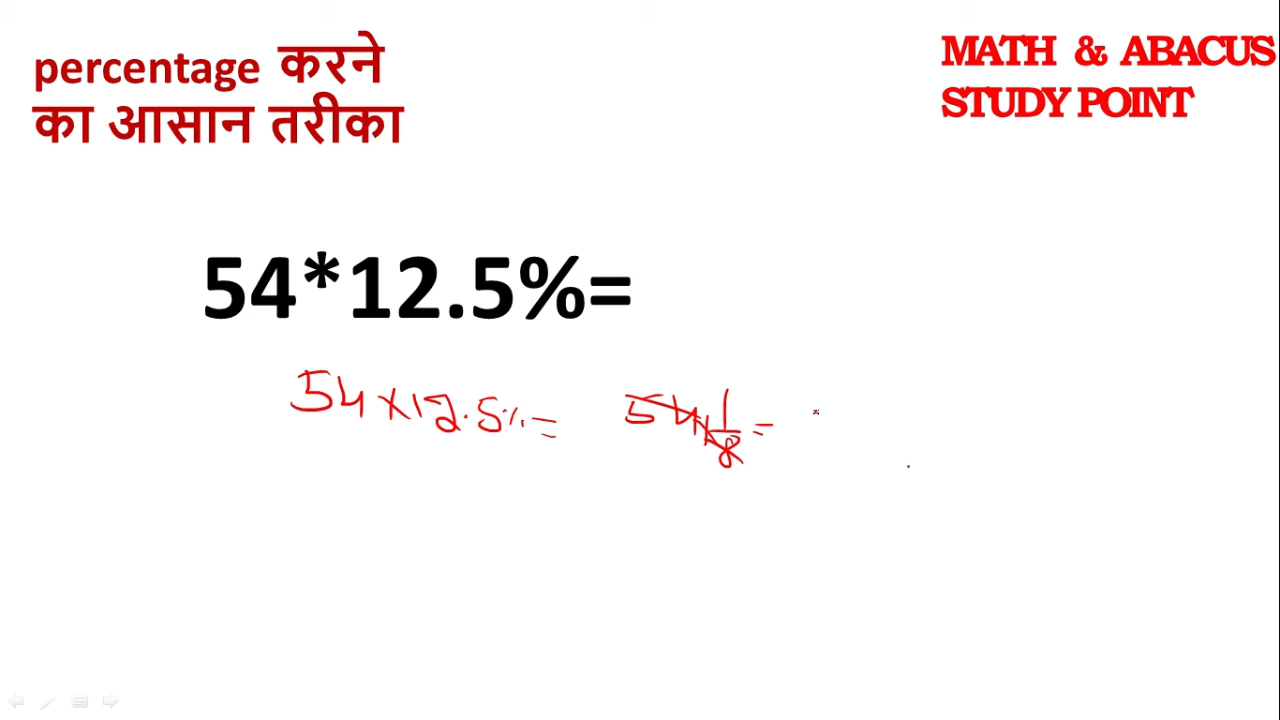 percentage करने
का आसान तरीका
MATH & ABACUS
STUDY POINT
54*12.5%=
54×12.5%= 54×1/8=